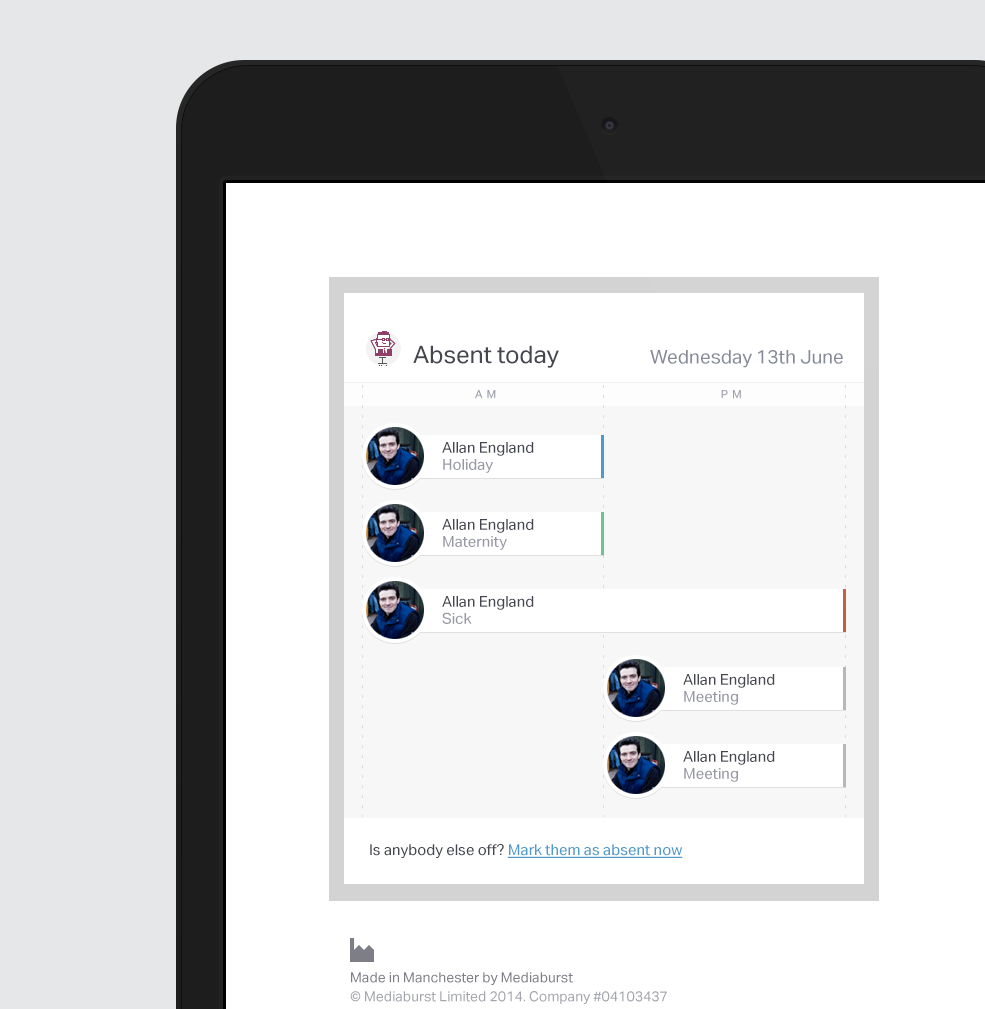 Absent today
Wednesday 13th June
AM
PM
Allan England
Holiday
Allan England
Maternity
Allan England
Sick
Allan England
Meeting
Allan England
Meeting
Is anybody else off? Mark them as absent now
Made in Manchester by Mediaburst
© Mediaburst Limited 2014. Company #04103437